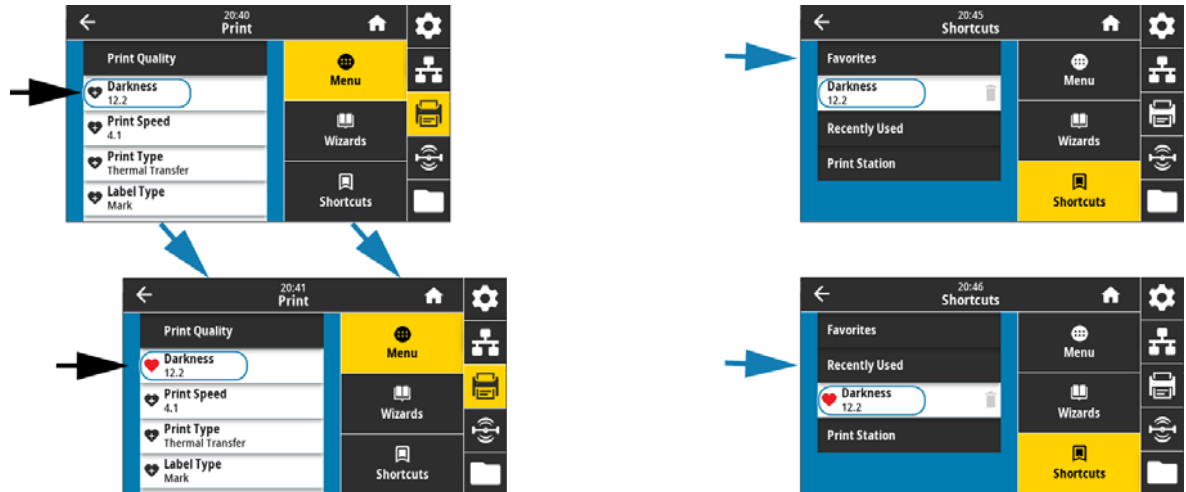 20:40
Print
Print Quality
Darkness
12.2
Print Speed
4.1
Print Type
Thermal Transfer
Label Type
Mark
Menu
Wizards
Shortcuts
20:45
Shortcuts
Favorites
Darkness
12.2
Recently Used
Print Station
Menu
Wizards
Shortcuts
20:41
Print
Print Quality
Darkness
12.2
Print Speed
4.1
Print Type
Thermal Transfer
Label Type
Mark
Menu
Wizards
Shortcuts
20:46
Shortcuts
Favorites
Recently Used
Darkness
12.2
Print Station
Menu
Wizards
Shortcuts